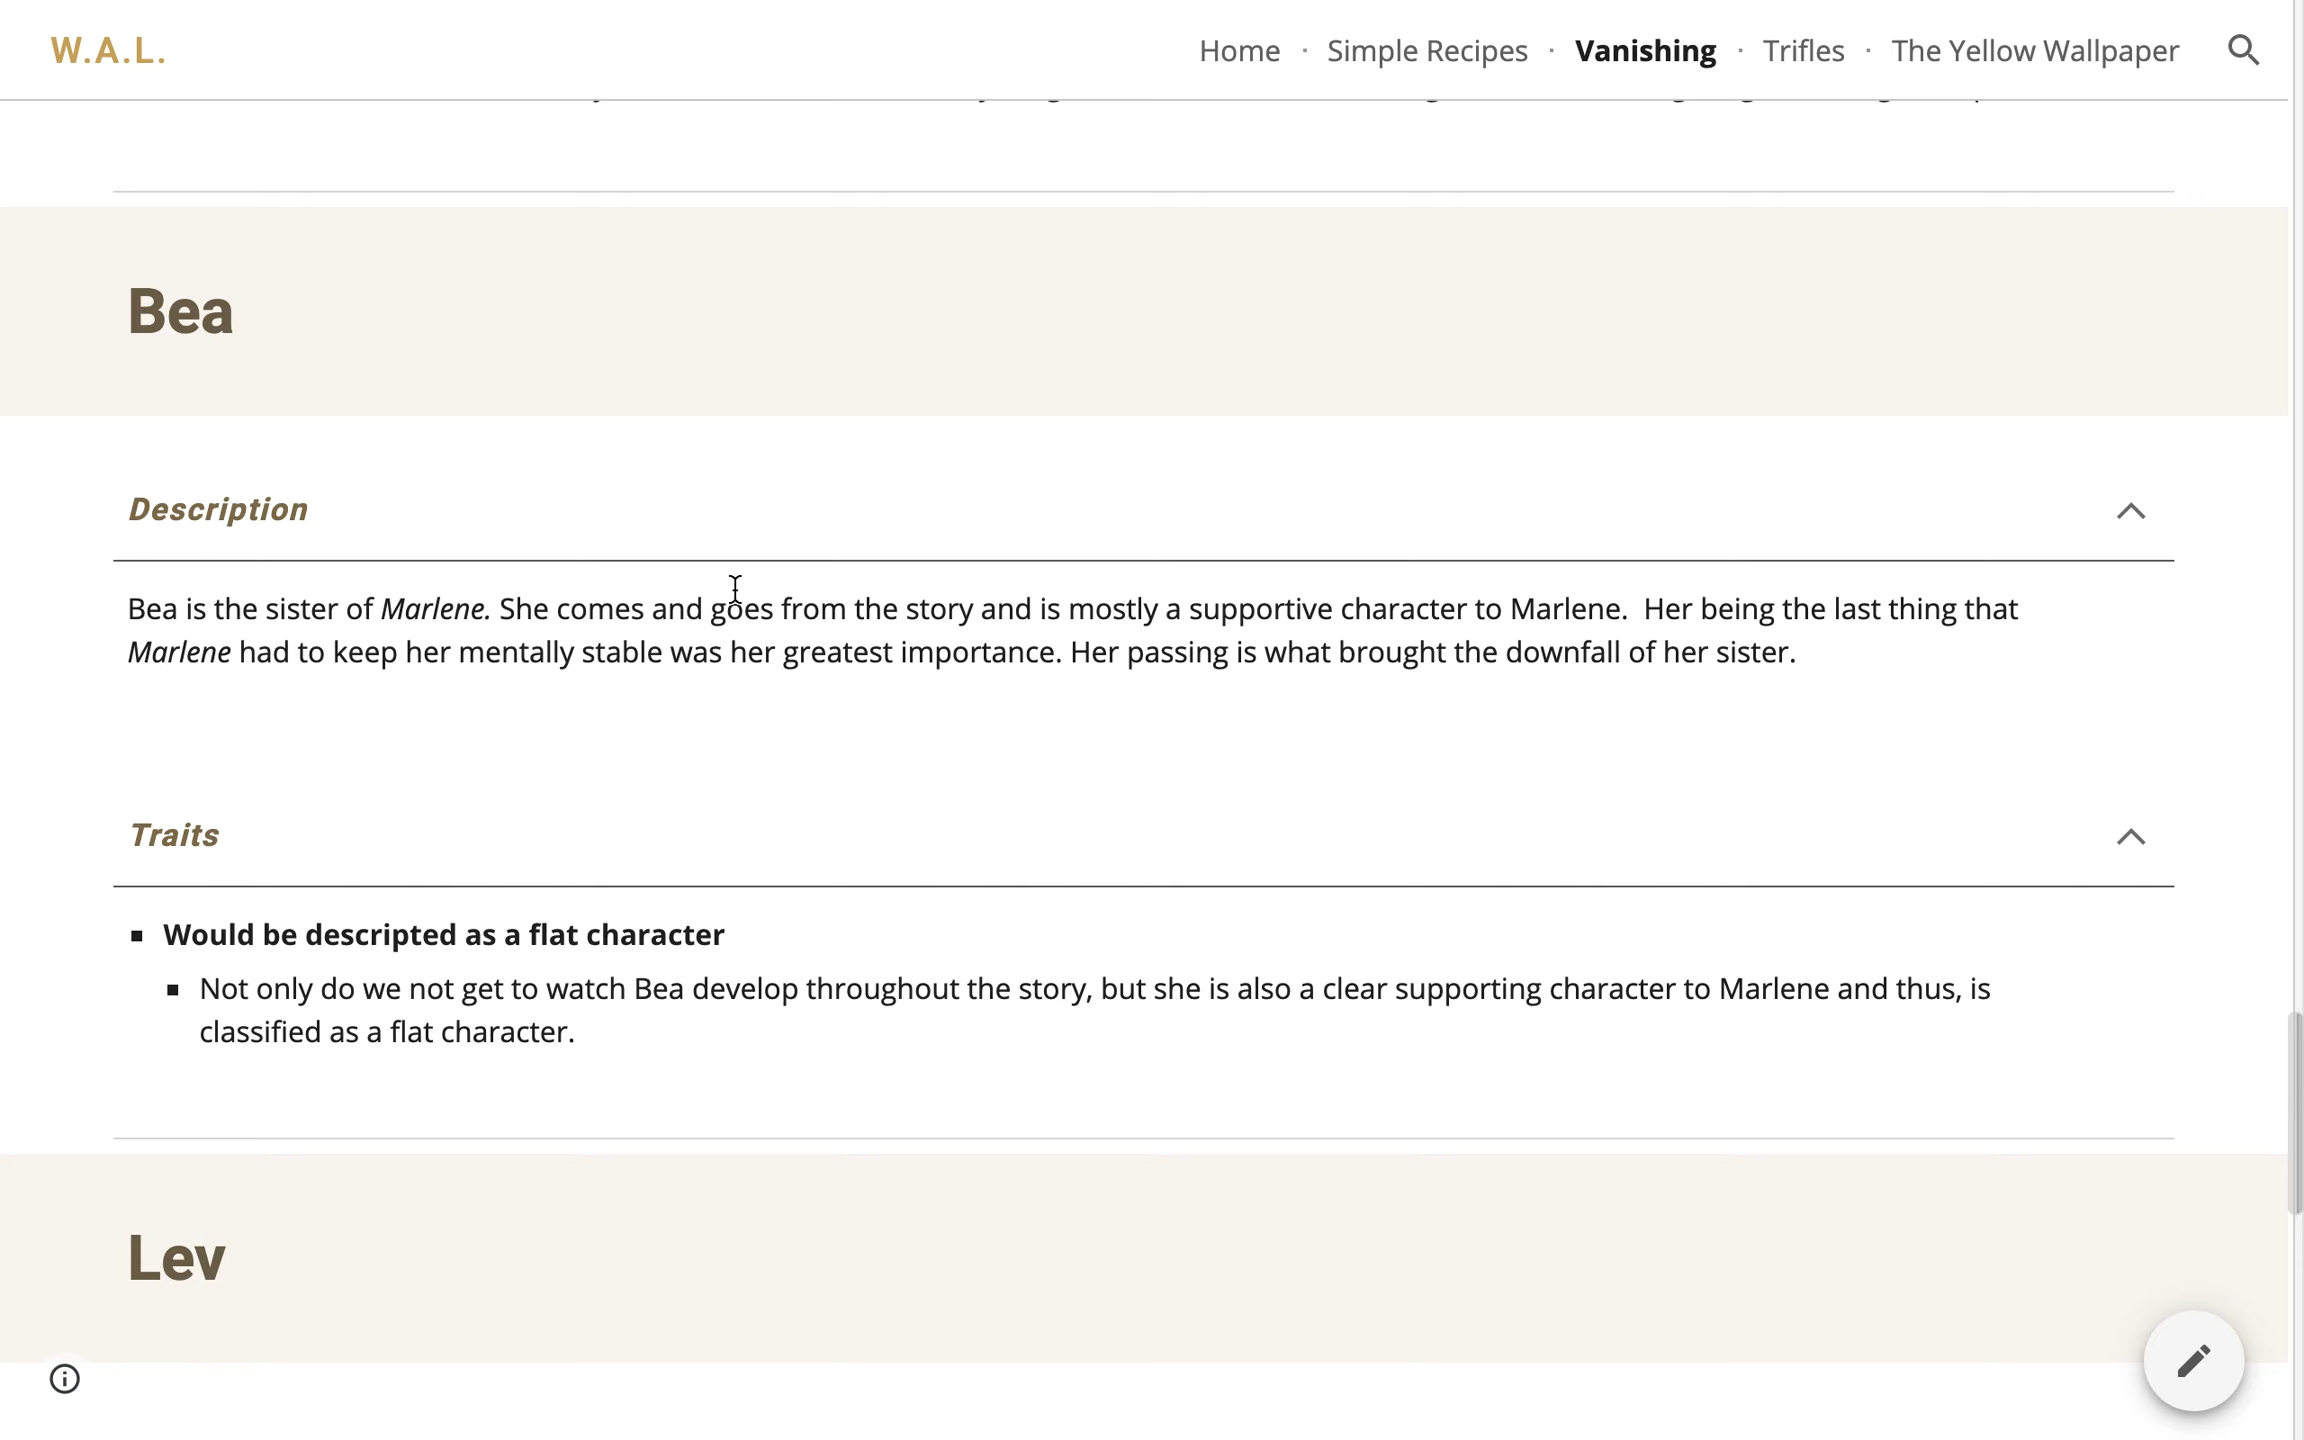 W.A.L.
Home · Simple Recipes · Vanishing · Trifles · The Yellow Wallpaper
Bea
Description
Bea is the sister of Marlene. She comes and goes from the story and is mostly a supportive character to Marlene.  Her being the last thing that
Marlene had to keep her mentally stable was her greatest importance. Her passing is what brought the downfall of her sister.
Traits
▪ Would be descripted as a flat character
▪ Not only do we not get to watch Bea develop throughout the story, but she is also a clear supporting character to Marlene and thus, is
classified as a flat character.
Lev